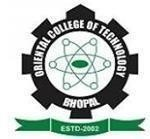 ORIENTAL COLLEGE OF TECHNOLOGY
BHOPAL
ESTD-2002